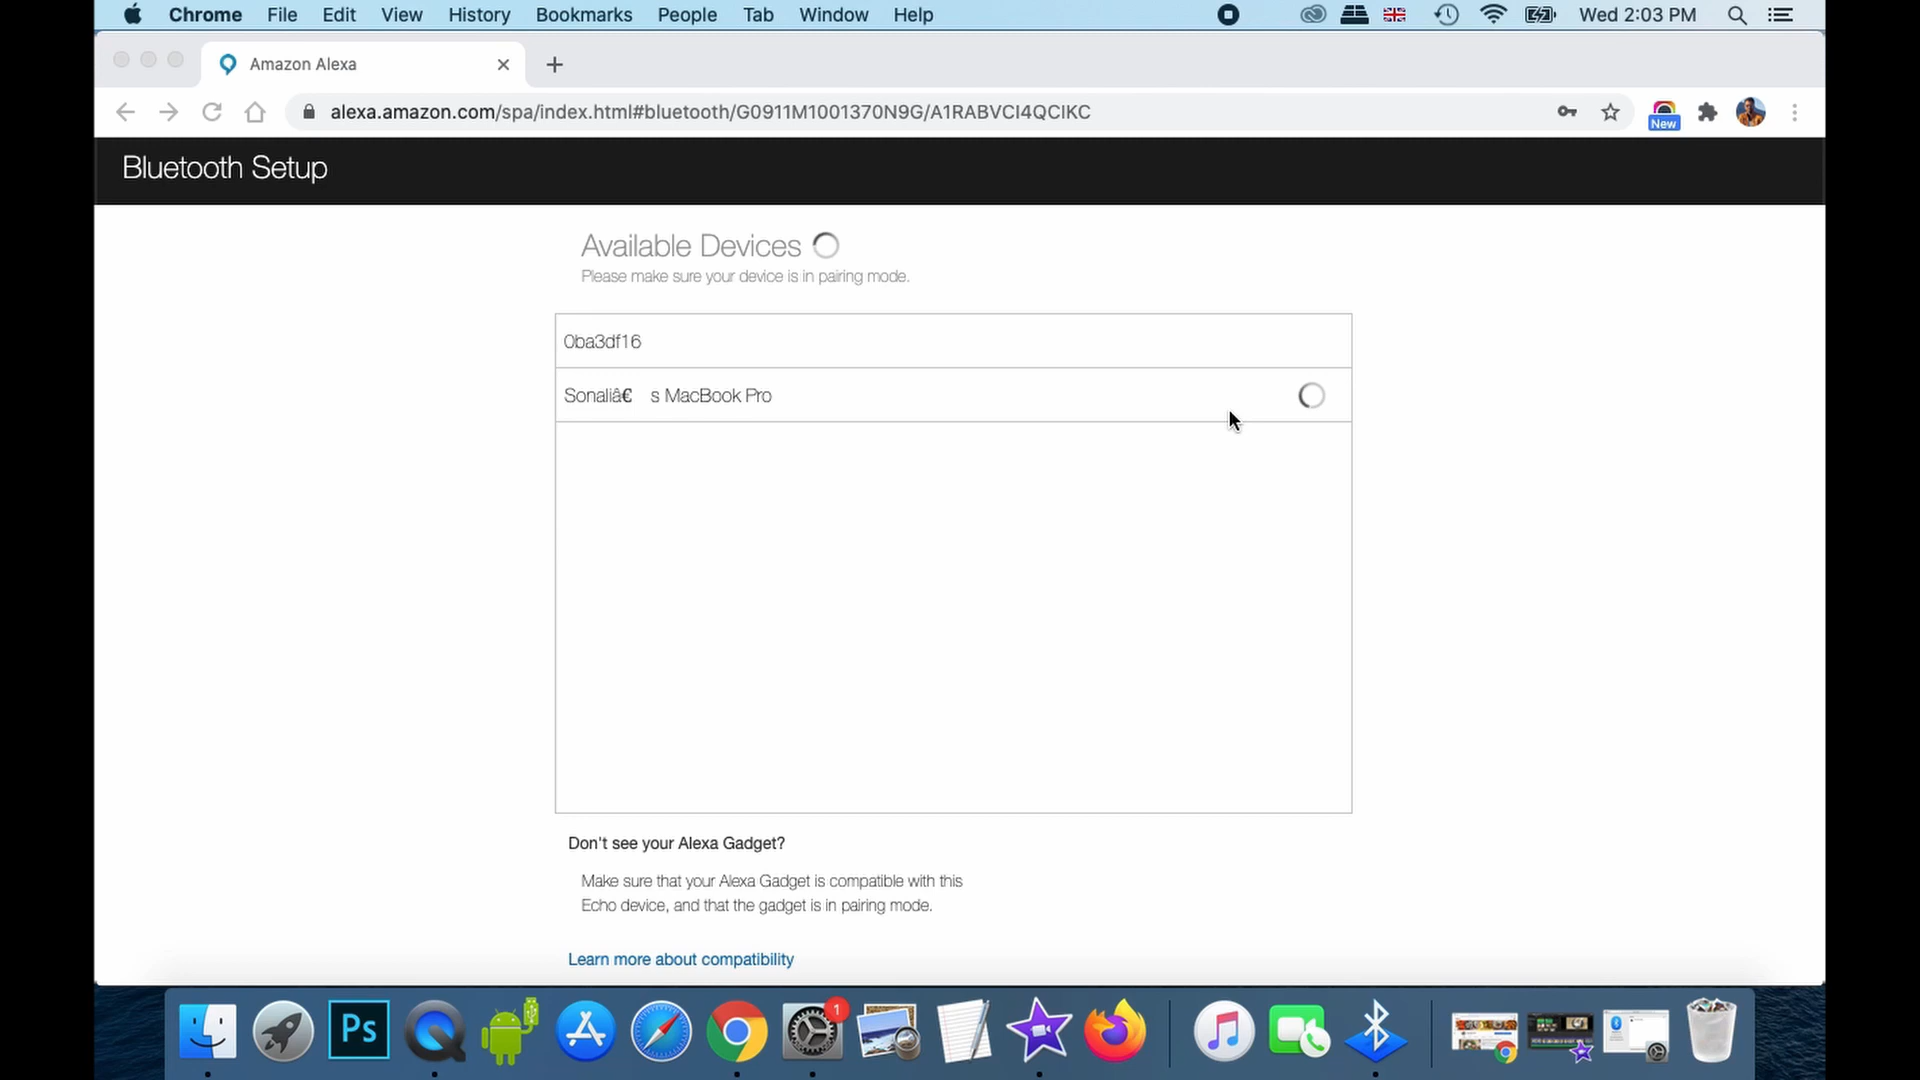 Chrome File Edit View History Bookmarks People Tab Window Help Wed 2:03 PM
Amazon Alexa
alexa.amazon.com/spa/index.html#bluetooth/G0911M1001370N9G/A1RABVCI4QCIKC
New
Bluetooth Setup
Available Devices
Please make sure your device is in pairing mode.
0ba3df16
Sonaliâ€ s MacBook Pro
Don't see your Alexa Gadget?
Make sure that your Alexa Gadget is compatible with this
Echo device, and that the gadget is in pairing mode.
Learn more about compatibility
Ps
1